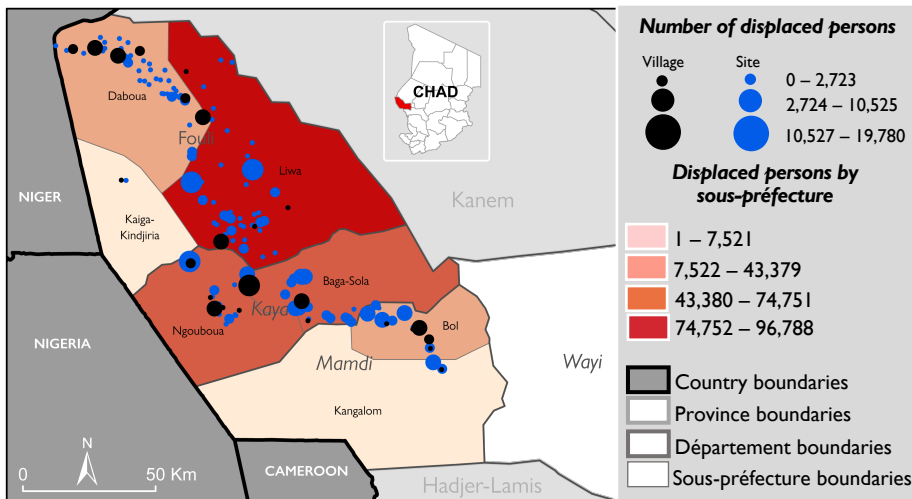 Daboua
Fouli
Liwa
NIGER
Kaiga-
Kindjiria
Kanem
Baga-Sola
Kaya
Ngouboua
Bol
NIGERIA
Mamdi
Wayi
Kangalom
N
0 50 Km
CAMEROON
Hadjer-Lamis
CHAD
Number of displaced persons
Village Site
0 – 2,723
2,724 – 10,525
10,527 – 19,780
Displaced persons by
sous-préfecture
1 – 7,521
7,522 – 43,379
43,380 – 74,751
74,752 – 96,788
Country boundaries
Province boundaries
Département boundaries
Sous-préfecture boundaries